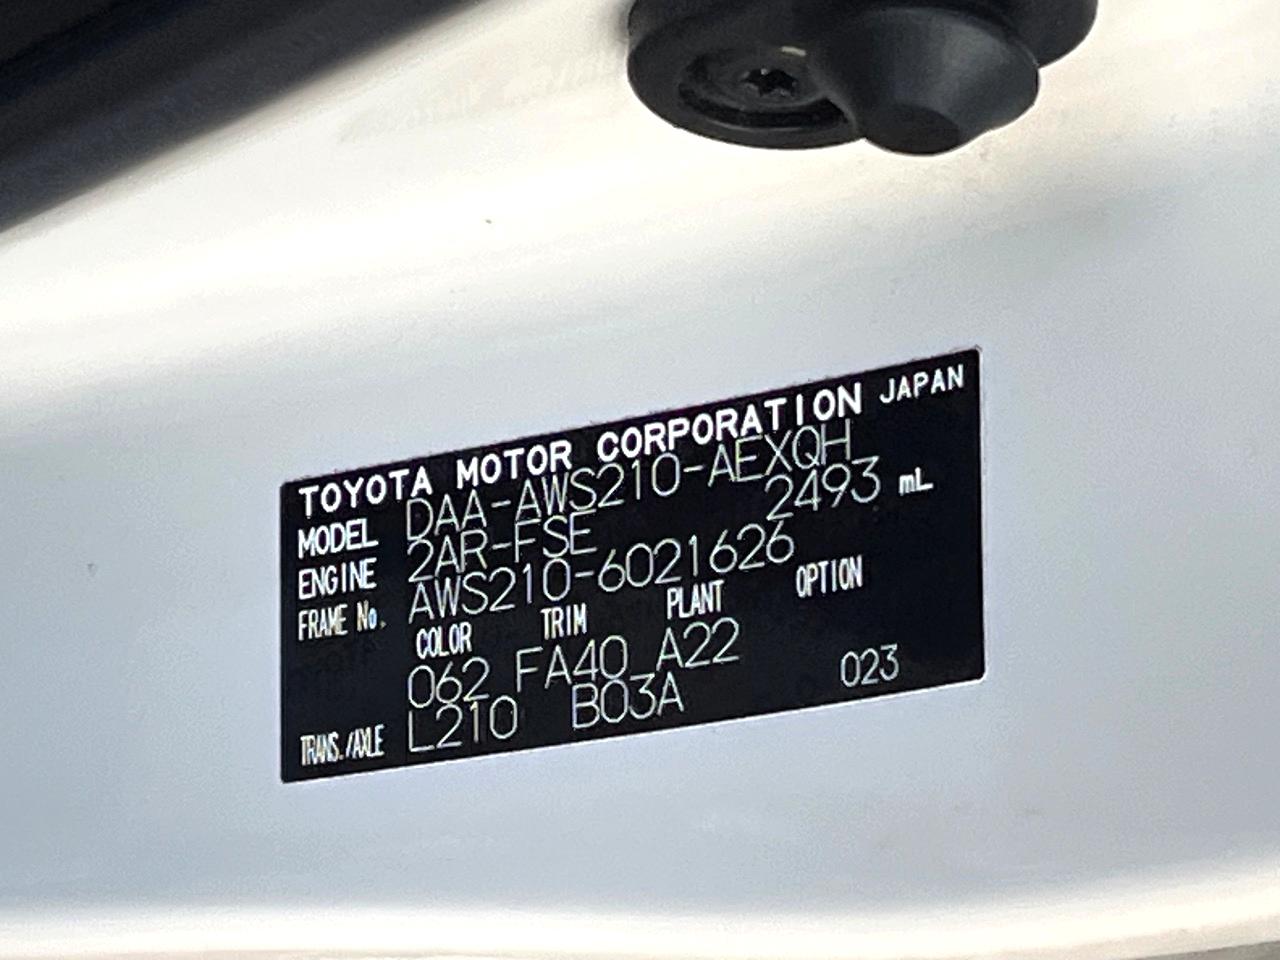 TOYOTA MOTOR CORPORATION JAPAN
MODEL DAA-AWS210-AEXQH
ENGINE 2AR-FSE 2493 mL
FRAME No. AWS210-6021626
COLOR TRIM PLANT OPTION
062 FA40 A22
TRANS./AXLE L210 B03A 023